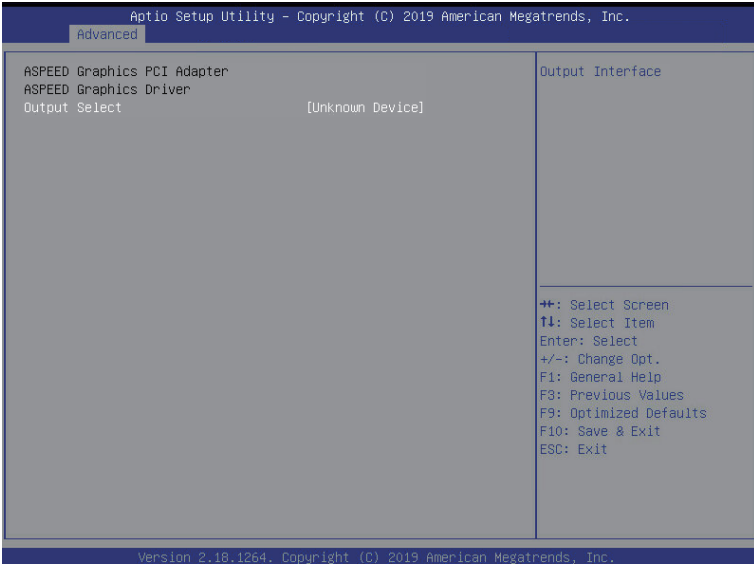 Aptio Setup Utility – Copyright (C) 2019 American Megatrends, Inc.
Advanced
ASPEED Graphics PCI Adapter
ASPEED Graphics Driver
Output Select [Unknown Device]
Output Interface
→←: Select Screen
↑↓: Select Item
Enter: Select
+/-: Change Opt.
F1: General Help
F3: Previous Values
F9: Optimized Defaults
F10: Save & Exit
ESC: Exit
Version 2.18.1264. Copyright (C) 2019 American Megatrends, Inc.